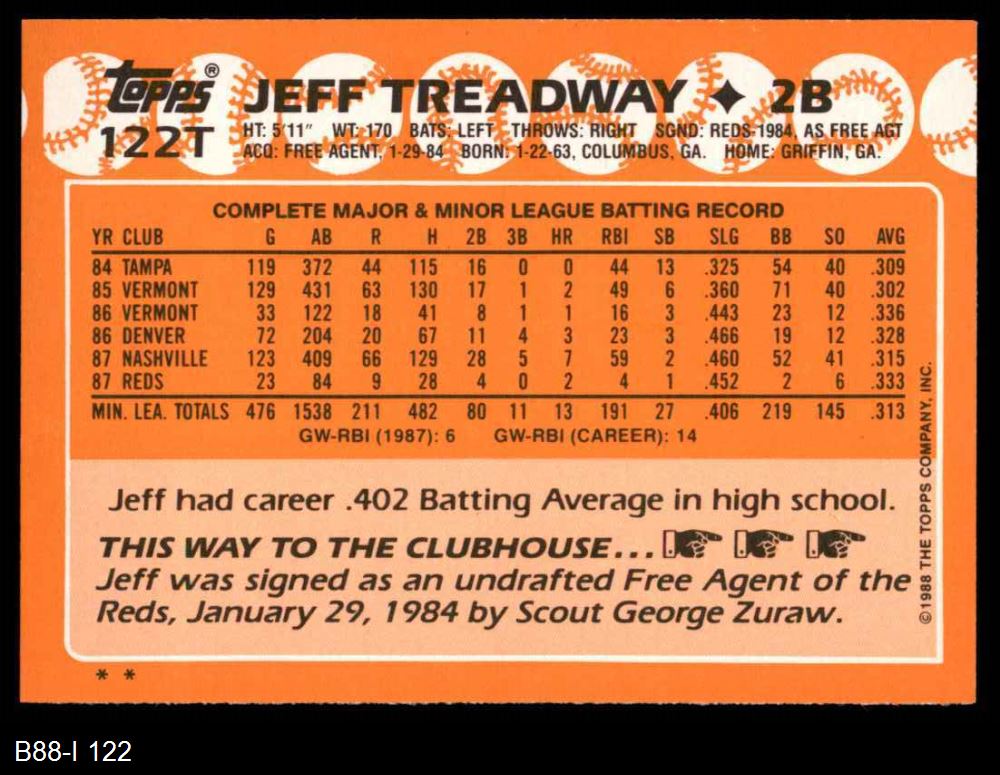 topps® JEFF TREADWAY ✦ 2B
122T
HT: 5'11" WT: 170 BATS: LEFT THROWS: RIGHT SGND: REDS-1984, AS FREE AGT
ACQ: FREE AGENT, 1-29-84 BORN: 1-22-63, COLUMBUS, GA. HOME: GRIFFIN, GA.
COMPLETE MAJOR & MINOR LEAGUE BATTING RECORD
YR CLUB G AB R H 2B 3B HR RBI SB SLG BB SO AVG
84 TAMPA 119 372 44 115 16 0 0 44 13 .325 54 40 .309
85 VERMONT 129 431 63 130 17 1 2 49 6 .360 71 40 .302
86 VERMONT 33 122 18 41 8 1 1 16 3 .443 23 12 .336
86 DENVER 72 204 20 67 11 4 3 23 3 .466 19 12 .328
87 NASHVILLE 123 409 66 129 28 5 7 59 2 .460 52 41 .315
87 REDS 23 84 9 28 4 0 2 4 1 .452 2 6 .333
MIN. LEA. TOTALS 476 1538 211 482 80 11 13 191 27 .406 219 145 .313
GW-RBI (1987): 6 GW-RBI (CAREER): 14
Jeff had career .402 Batting Average in high school.
THIS WAY TO THE CLUBHOUSE...
Jeff was signed as an undrafted Free Agent of the
Reds, January 29, 1984 by Scout George Zuraw.
©1988 THE TOPPS COMPANY, INC.
* *
B88-I 122